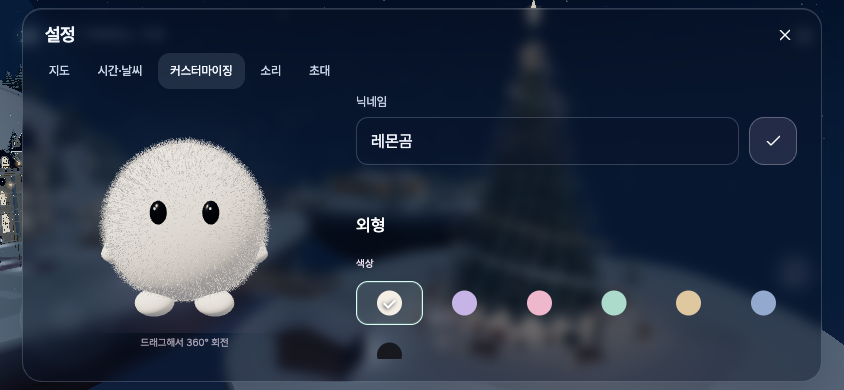 설정
지도 시간·날씨 커스터마이징 소리 초대
닉네임
레몬곰
외형
색상
드래그해서 360° 회전